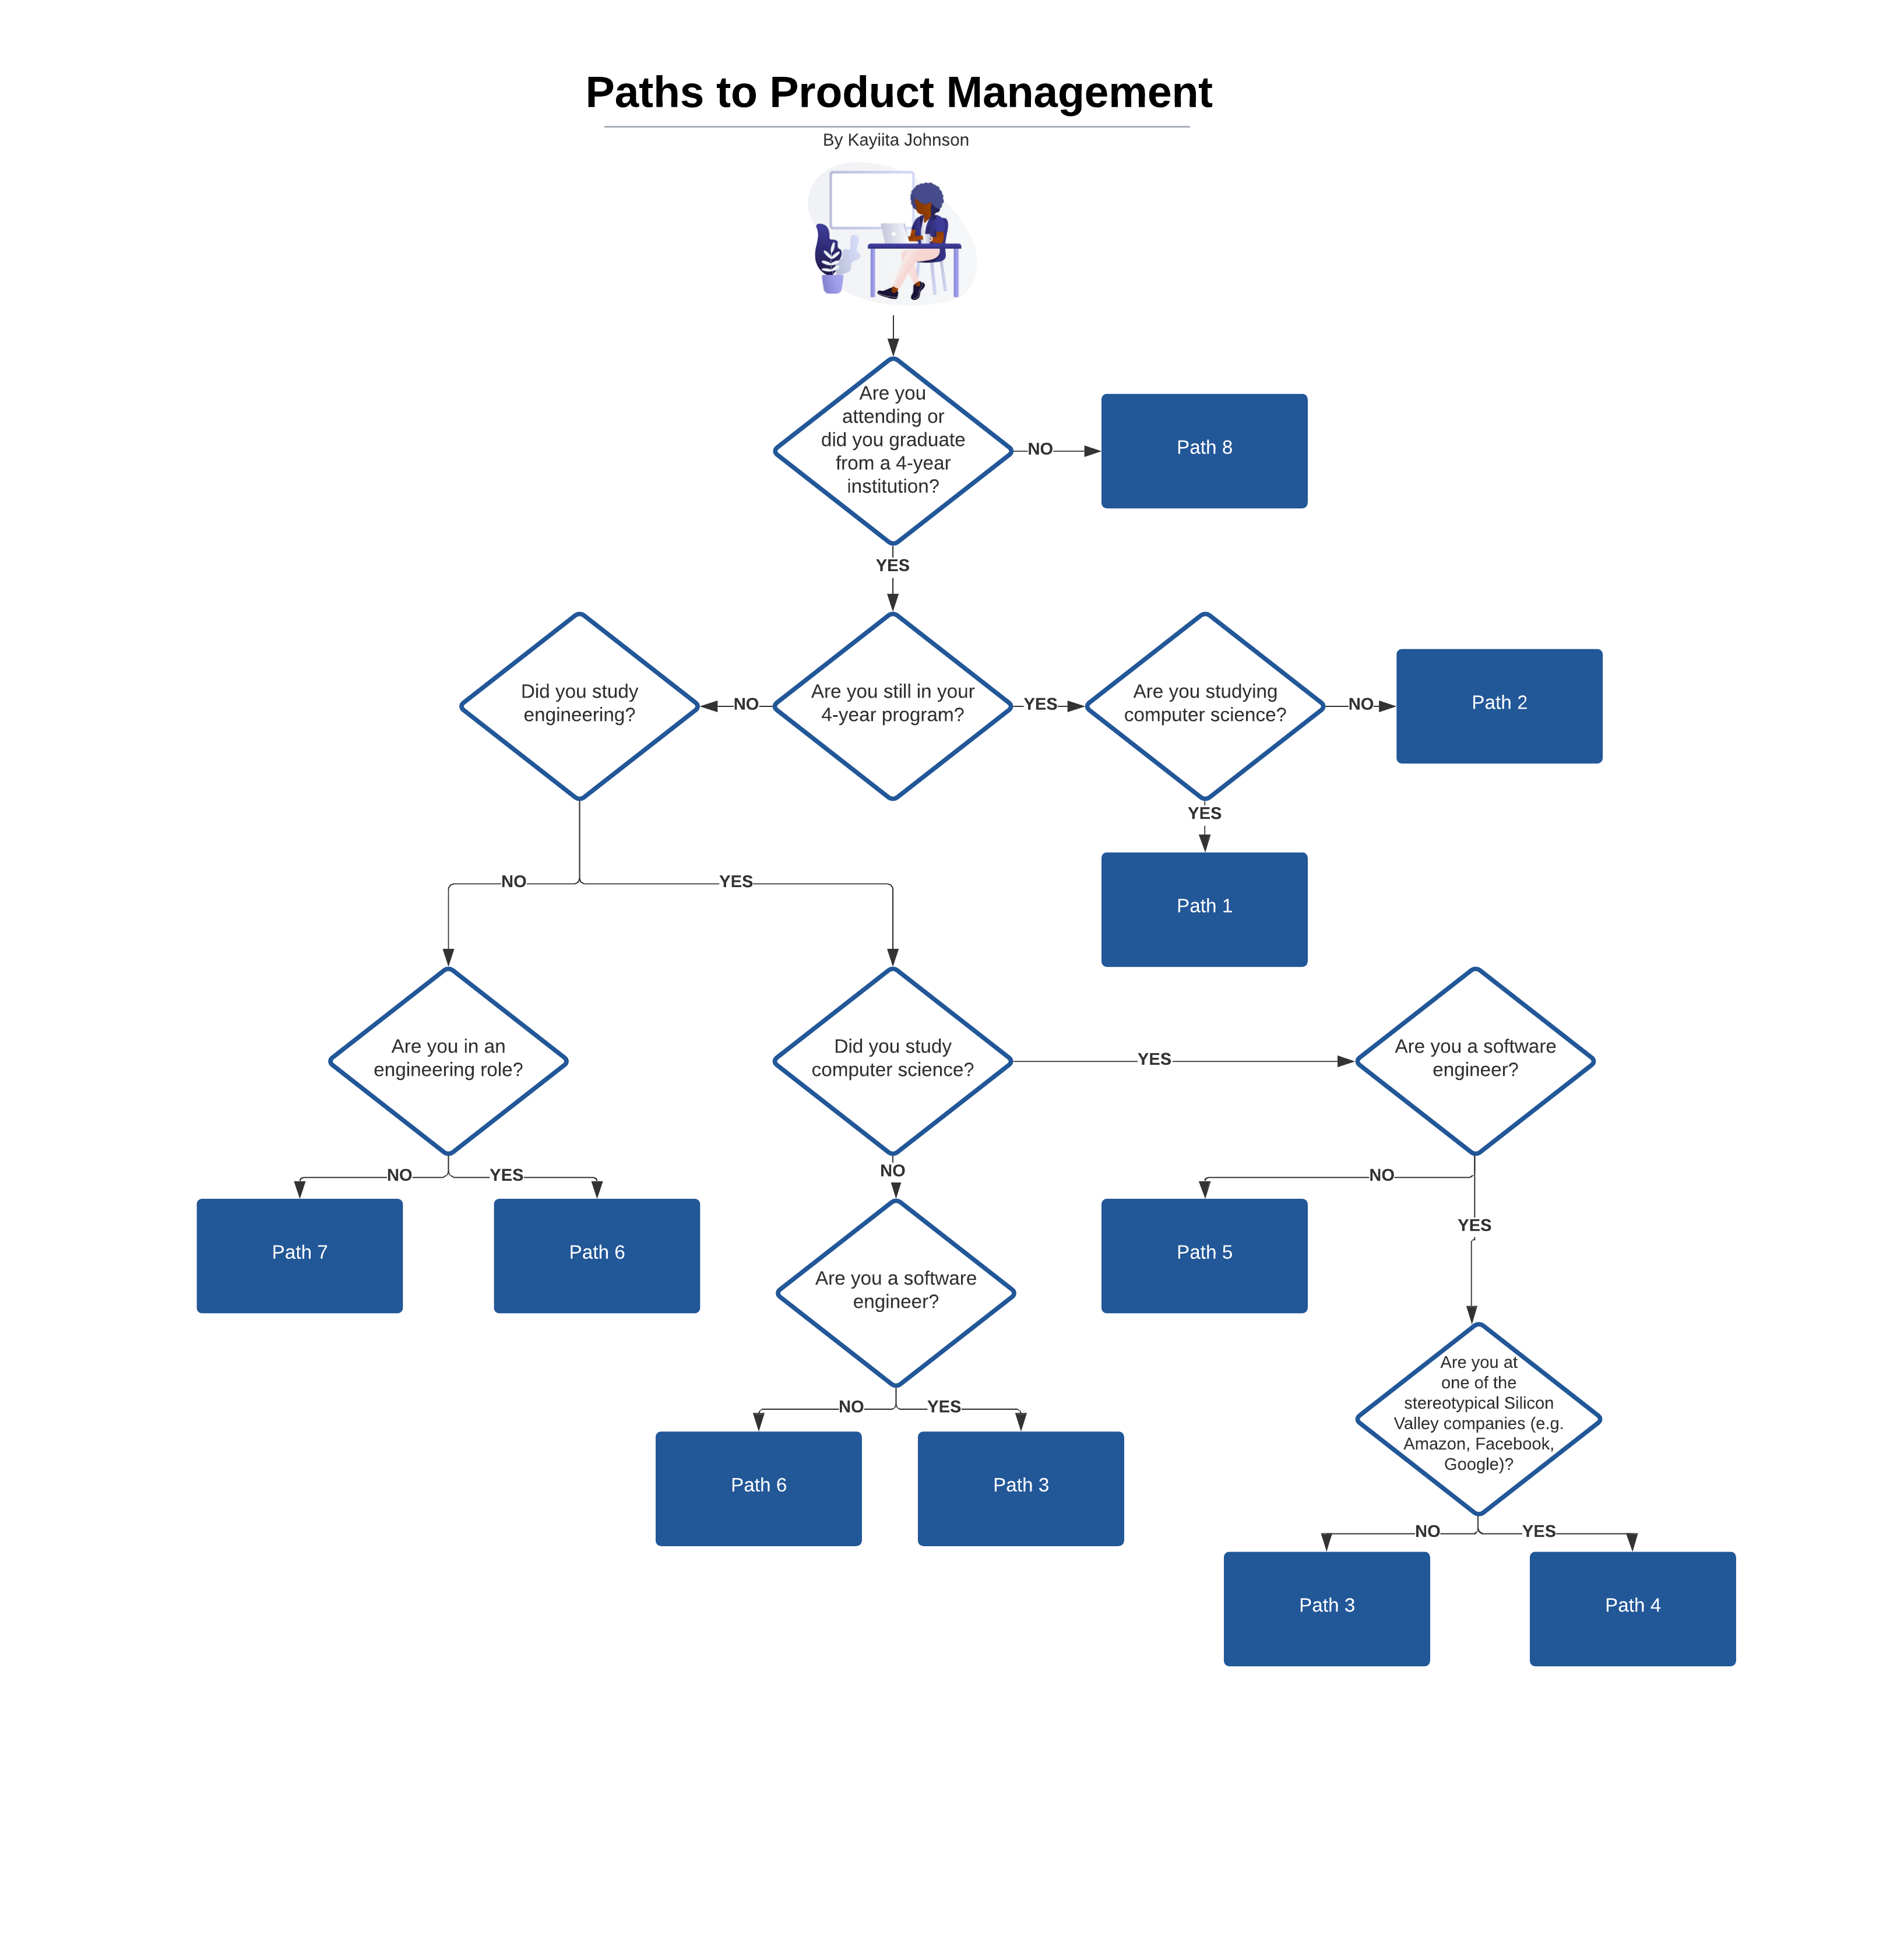 Paths to Product Management
By Kayiita Johnson
Are you
attending or
did you graduate
from a 4-year
institution?
NO
Path 8
YES
Did you study
engineering?
NO
Are you still in your
4-year program?
YES
Are you studying
computer science?
NO
Path 2
YES
Path 1
NO
YES
Are you in an
engineering role?
Did you study
computer science?
YES
Are you a software
engineer?
NO
YES
NO
NO
YES
Path 7
Path 6
Are you a software
engineer?
Path 5
Are you at
one of the
stereotypical Silicon
Valley companies (e.g.
Amazon, Facebook,
Google)?
NO
YES
Path 6
Path 3
NO
YES
Path 3
Path 4